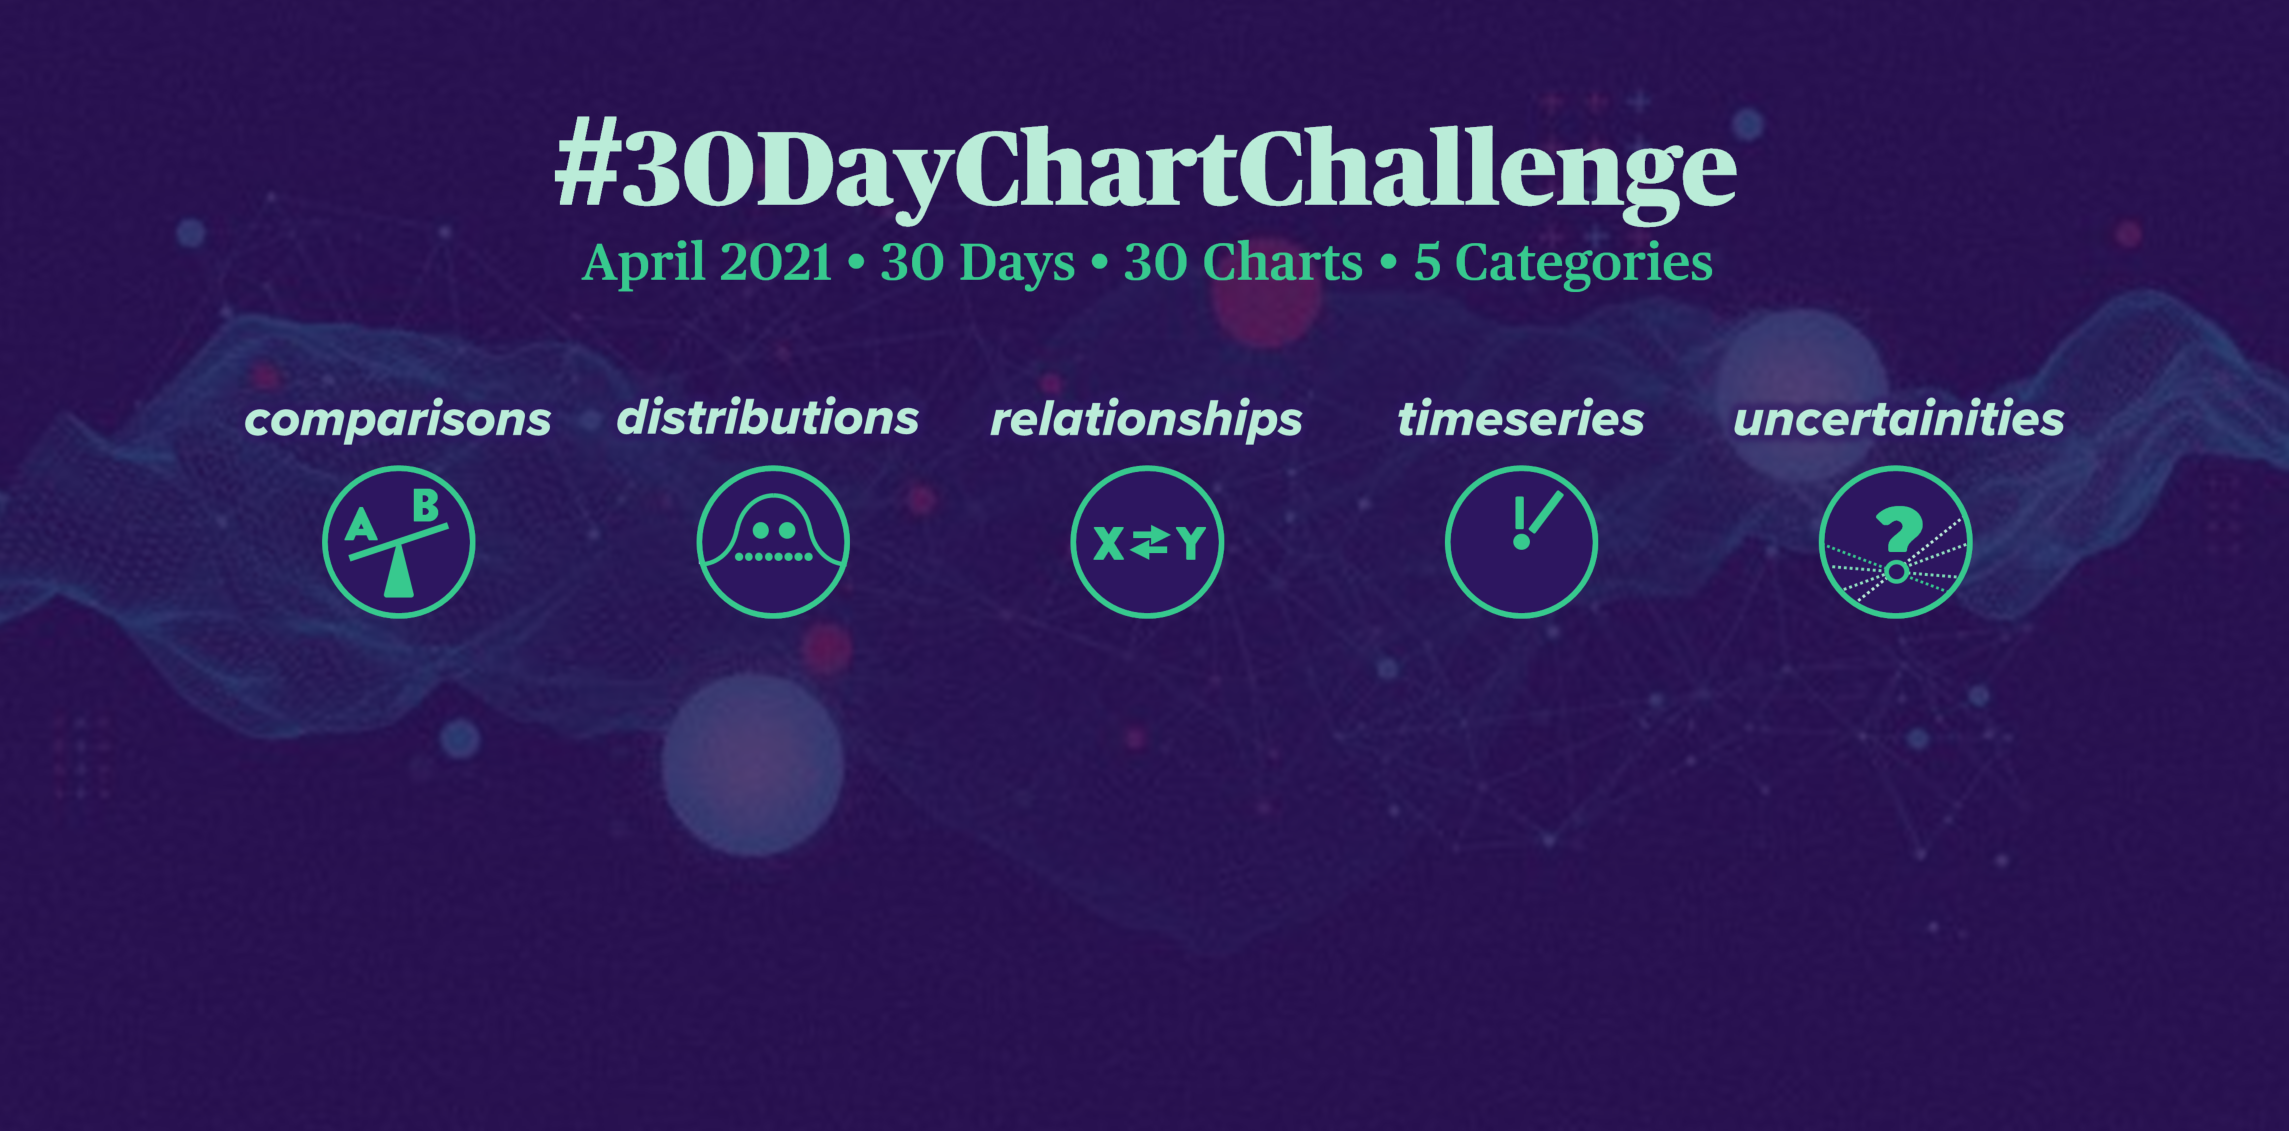 #30DayChartChallenge
April 2021 • 30 Days • 30 Charts • 5 Categories
comparisons
distributions
relationships
timeseries
uncertainities
A B
X Y
?